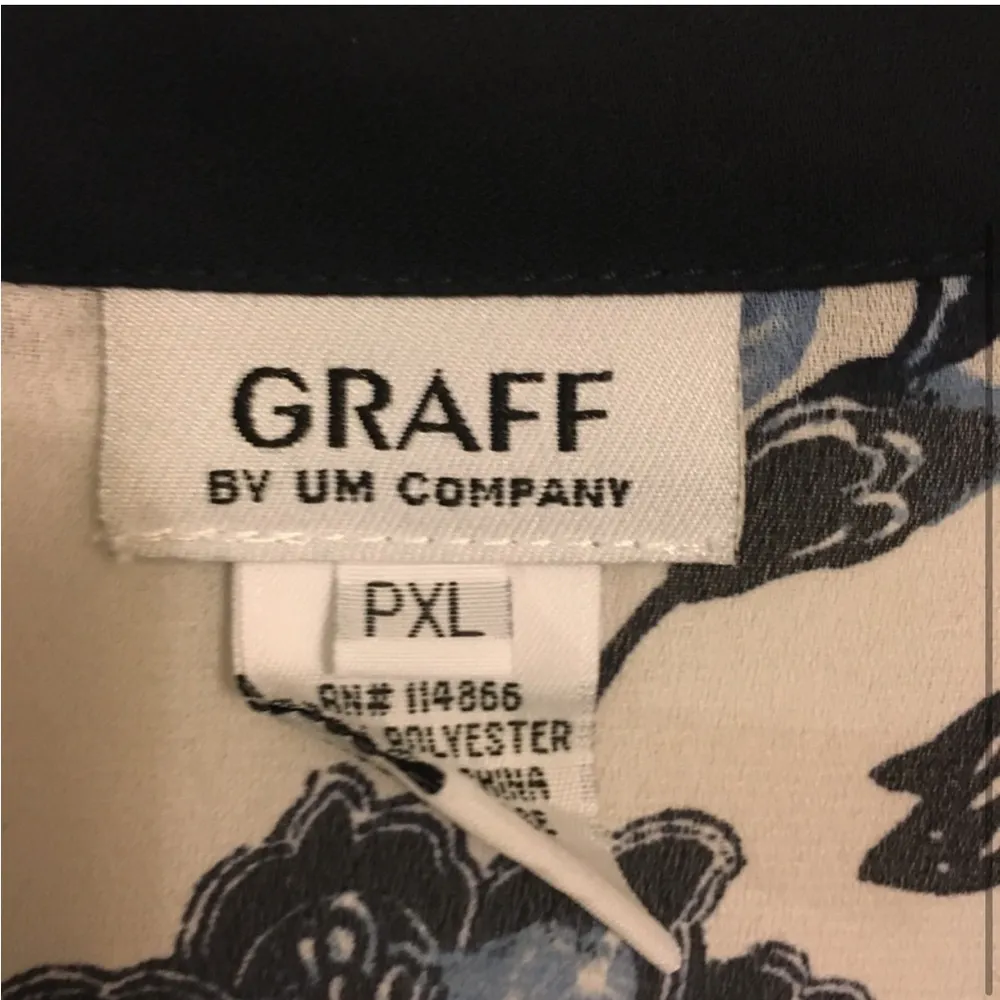 GRAFF
BY UM COMPANY
PXL
RN# 114866
POLYESTER
CHINA